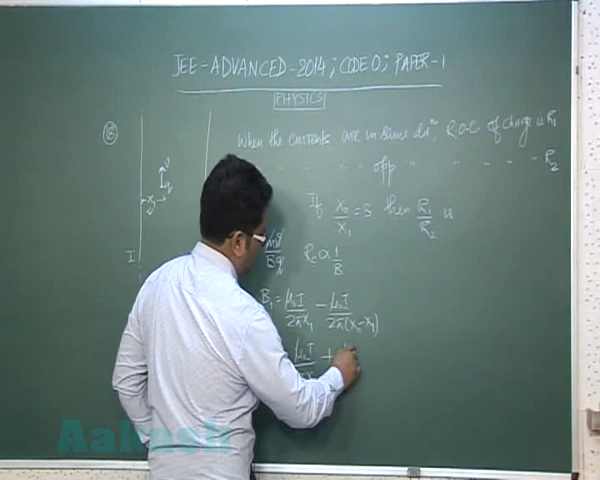 JEE-ADVANCED-2014; CODE 0; PAPER-1
PHYSICS
When the currents are in same dirⁿ, R.O.C. of charge is R₁
" " opp " " " " " R₂
If X₀/X₁ = 3 then R₁/R₂ is
Bq R ∝ 1/B
I
B₁ = μ₀I/2πx₁ - μ₀I/2π(x₀-x₁)
μ₀I +
Aakash